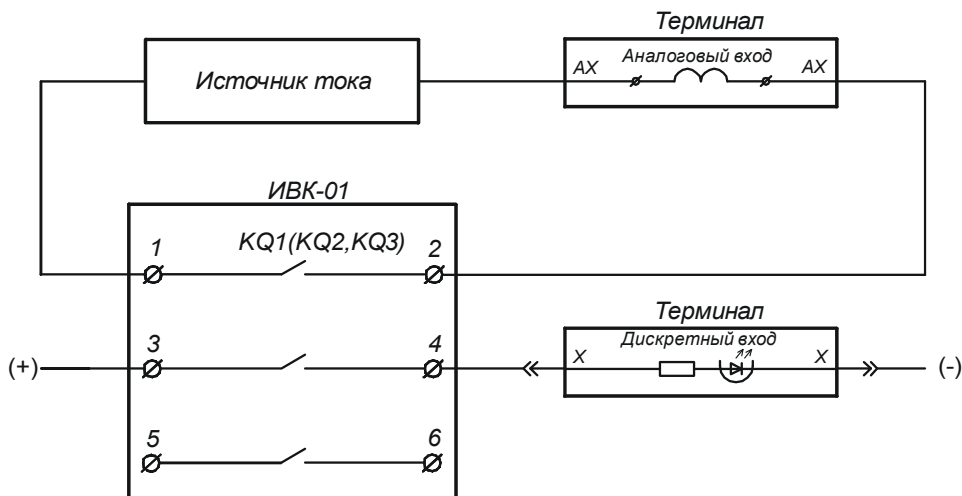 Терминал
Источник тока
Аналоговый вход
AX
AX
ИВК-01
1
KQ1(KQ2,KQ3)
2
Терминал
3
4
Дискретный вход
(+)
X
X
(-)
5
6